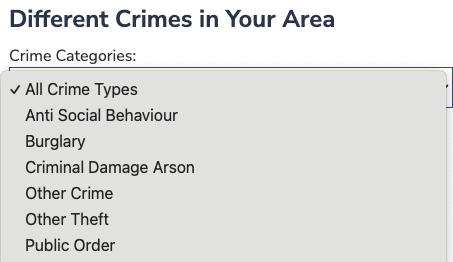 Different Crimes in Your Area
Crime Categories:
✓ All Crime Types
Anti Social Behaviour
Burglary
Criminal Damage Arson
Other Crime
Other Theft
Public Order